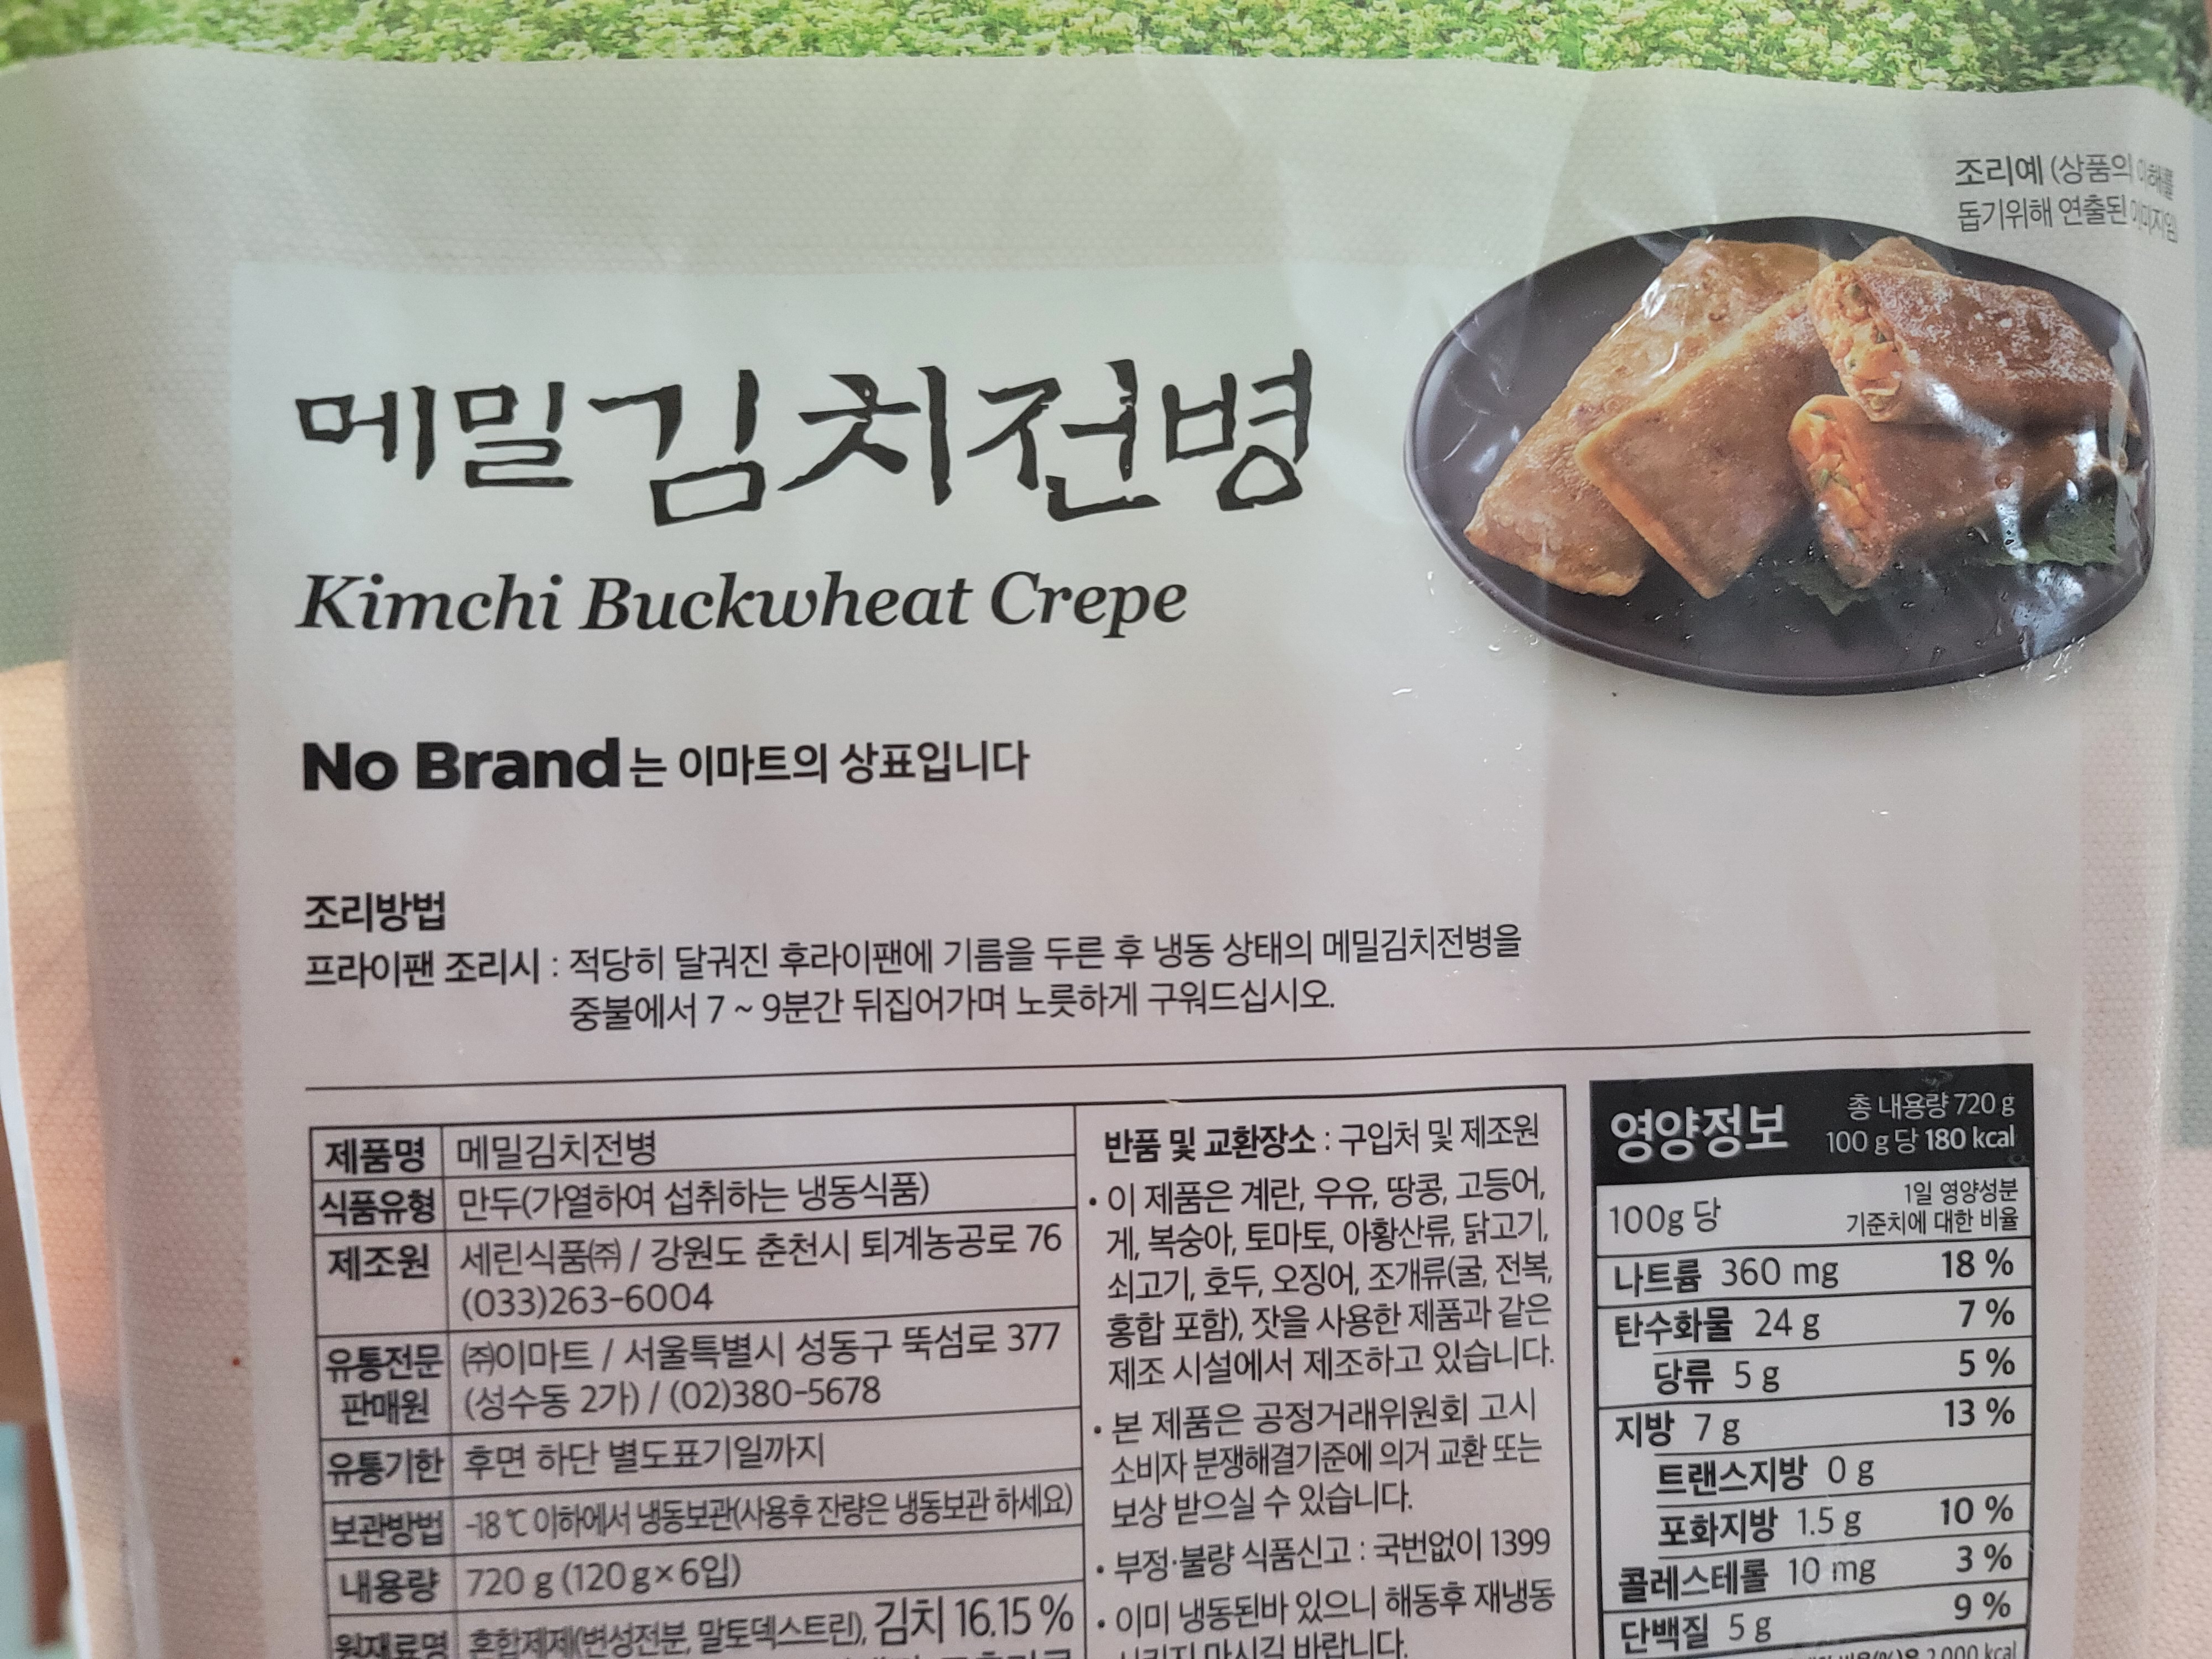 조리예 (상품의 이해를
돕기위해 연출된 이미지임)
메밀김치전병
Kimchi Buckwheat Crepe
No Brand는 이마트의 상표입니다
조리방법
프라이팬 조리시 : 적당히 달궈진 후라이팬에 기름을 두른 후 냉동 상태의 메밀김치전병을
중불에서 7 ~ 9분간 뒤집어가며 노릇하게 구워드십시오.
제품명 메밀김치전병
식품유형 만두(가열하여 섭취하는 냉동식품)
제조원 세린식품㈜ / 강원도 춘천시 퇴계농공로 76
(033)263-6004
유통전문 ㈜이마트 / 서울특별시 성동구 뚝섬로 377
판매원 (성수동 2가) / (02)380-5678
유통기한 후면 하단 별도표기일까지
보관방법 -18 ℃ 이하에서 냉동보관(사용후 잔량은 냉동보관 하세요)
내용량 720 g (120 g × 6입)
원재료명 혼합제제(변성전분, 말토덱스트린), 김치 16.15 %
반품 및 교환장소 : 구입처 및 제조원
• 이 제품은 계란, 우유, 땅콩, 고등어,
게, 복숭아, 토마토, 아황산류, 닭고기,
쇠고기, 호두, 오징어, 조개류(굴, 전복,
홍합 포함), 잣을 사용한 제품과 같은
제조 시설에서 제조하고 있습니다.
• 본 제품은 공정거래위원회 고시
소비자 분쟁해결기준에 의거 교환 또는
보상 받으실 수 있습니다.
• 부정·불량 식품신고 : 국번없이 1399
• 이미 냉동된바 있으니 해동후 재냉동
시키지 마시길 바랍니다.
영양정보 총 내용량 720 g
100 g 당 180 kcal
100g 당 1일 영양성분
기준치에 대한 비율
나트륨 360 mg 18 %
탄수화물 24 g 7 %
당류 5 g 5 %
지방 7 g 13 %
트랜스지방 0 g
포화지방 1.5 g 10 %
콜레스테롤 10 mg 3 %
단백질 5 g 9 %
2,000 kcal